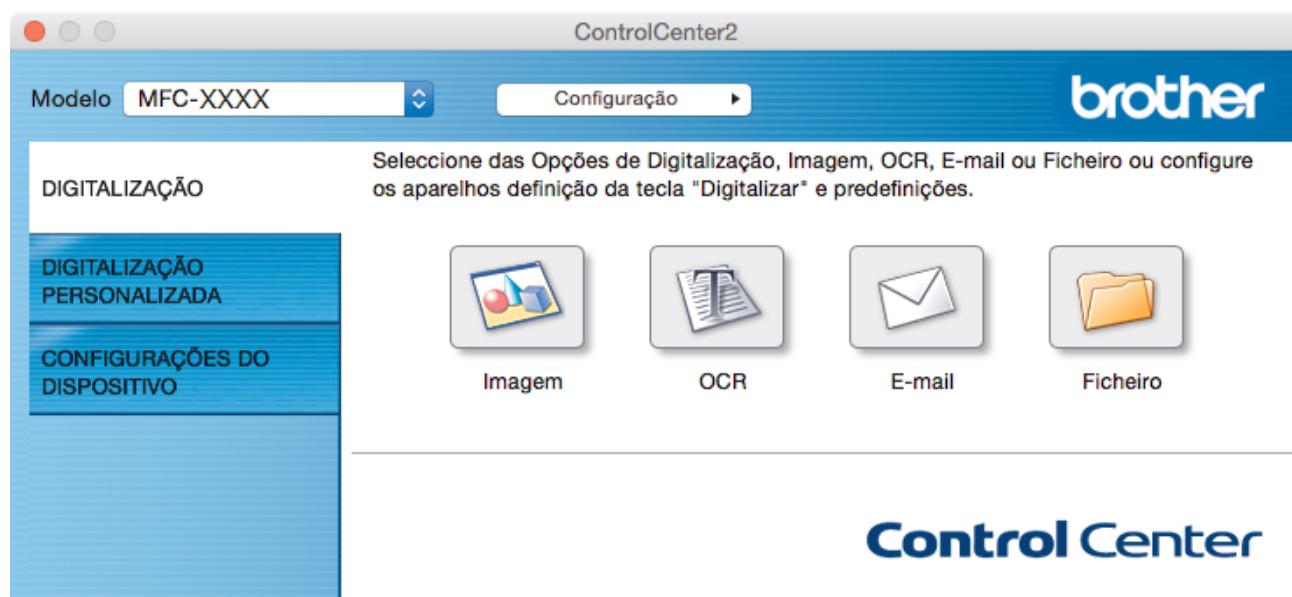 ControlCenter2
Modelo MFC-XXXX Configuração brother
DIGITALIZAÇÃO
DIGITALIZAÇÃO
PERSONALIZADA
CONFIGURAÇÕES DO
DISPOSITIVO
Seleccione das Opções de Digitalização, Imagem, OCR, E-mail ou Ficheiro ou configure
os aparelhos definição da tecla "Digitalizar" e predefinições.
Imagem OCR E-mail Ficheiro
Control Center